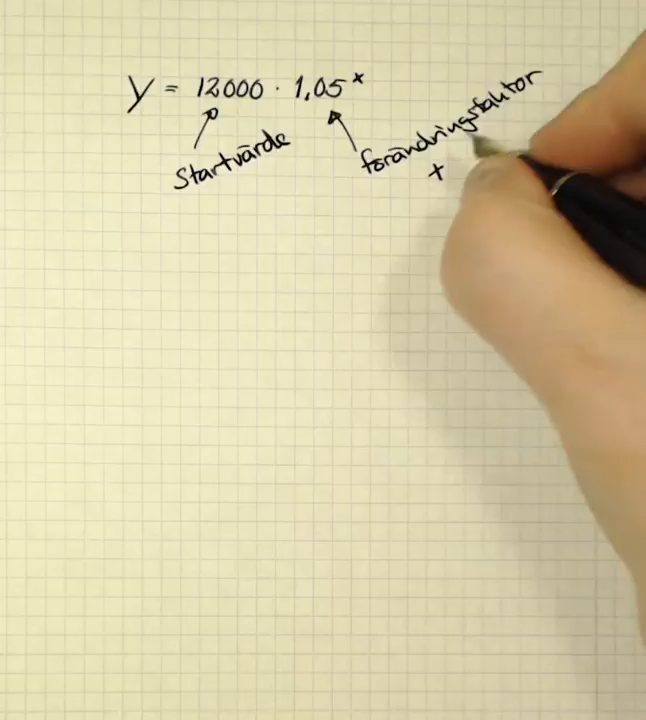 y = 12000 · 1,05ˣ
Startvärde
förändringsfaktor
+